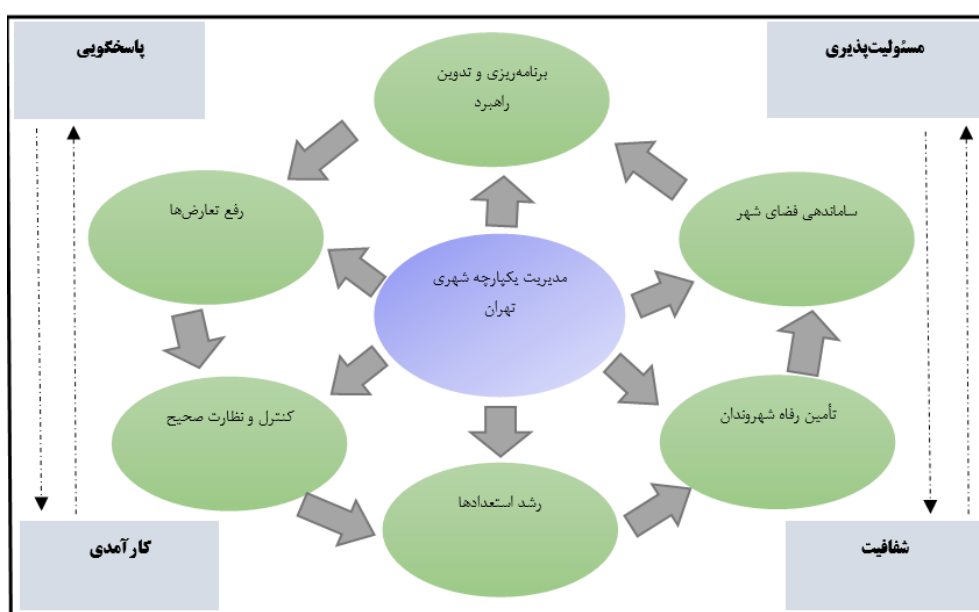 مسئولیت‌پذیری
پاسخگویی
برنامه‌ریزی و تدوین
راهبرد
ساماندهی فضای شهر
رفع تعارض‌ها
مدیریت یکپارچه شهری
تهران
تأمین رفاه شهروندان
کنترل و نظارت صحیح
رشد استعدادها
شفافیت
کارآمدی